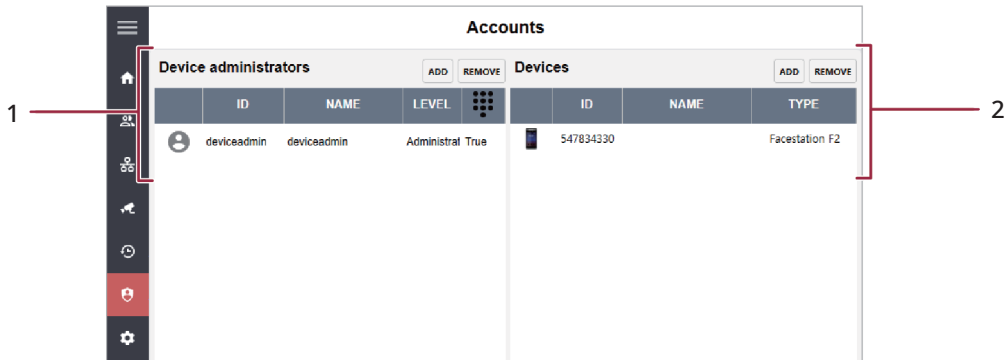 Accounts
Device administrators ADD REMOVE Devices ADD REMOVE
ID NAME LEVEL ID NAME TYPE
1 2
deviceadmin deviceadmin Administrat True 547834330 Facestation F2